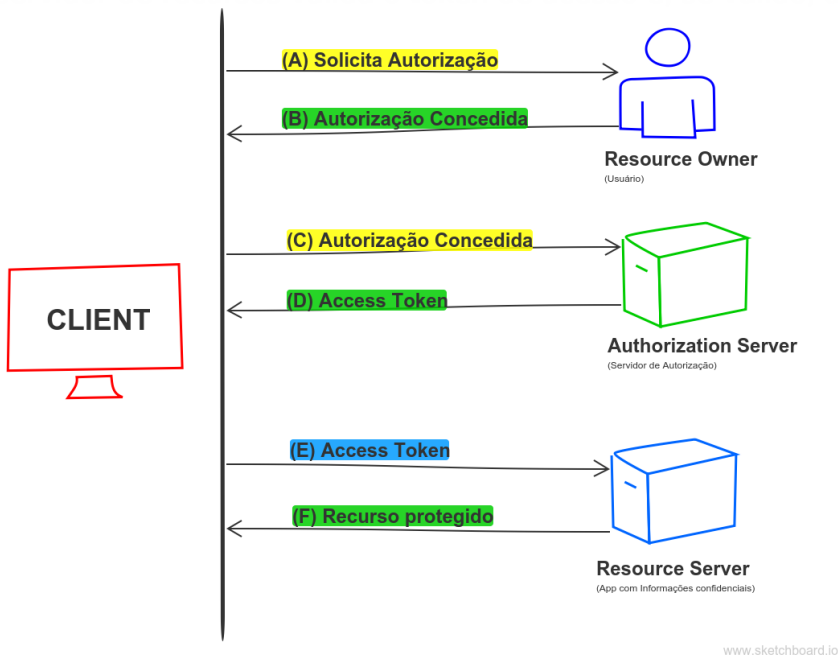 (A) Solicita Autorização
(B) Autorização Concedida
Resource Owner
(Usuário)
(C) Autorização Concedida
(D) Access Token
CLIENT
Authorization Server
(Servidor de Autorização)
(E) Access Token
(F) Recurso protegido
Resource Server
(App com Informações confidenciais)
www.sketchboard.io